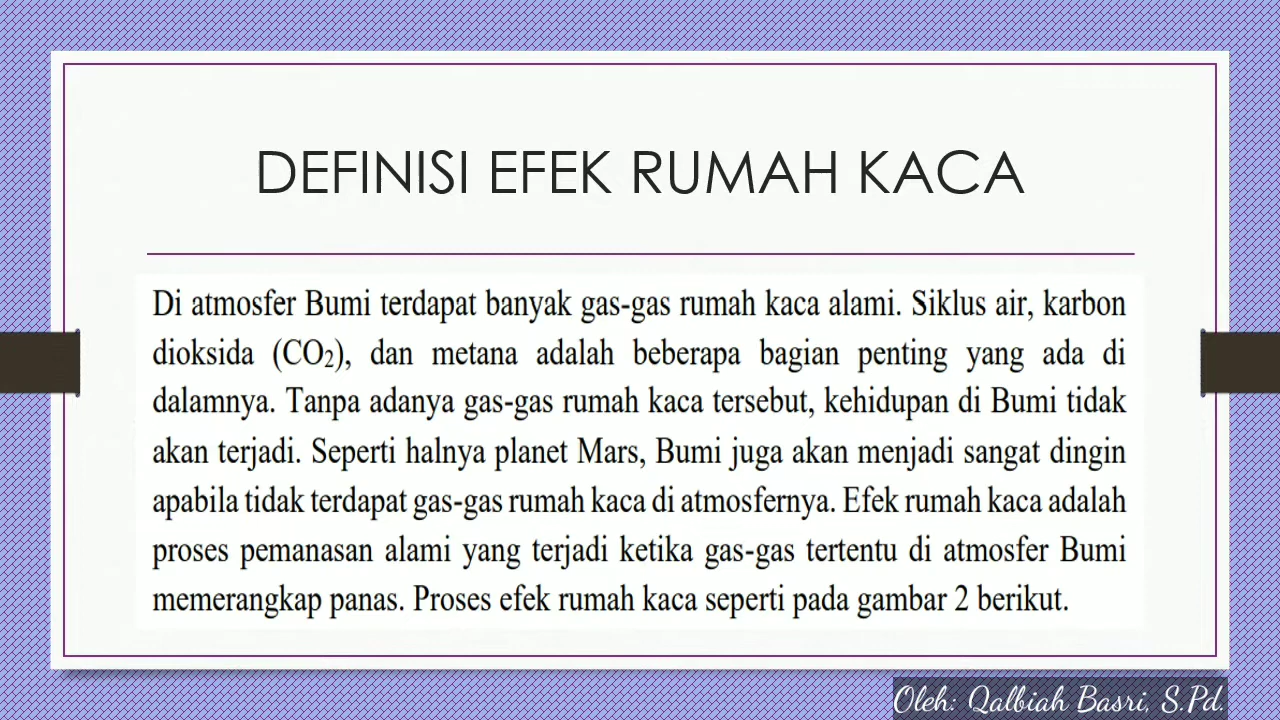 DEFINISI EFEK RUMAH KACA
Di atmosfer Bumi terdapat banyak gas-gas rumah kaca alami. Siklus air, karbon
dioksida (CO₂), dan metana adalah beberapa bagian penting yang ada di
dalamnya. Tanpa adanya gas-gas rumah kaca tersebut, kehidupan di Bumi tidak
akan terjadi. Seperti halnya planet Mars, Bumi juga akan menjadi sangat dingin
apabila tidak terdapat gas-gas rumah kaca di atmosfernya. Efek rumah kaca adalah
proses pemanasan alami yang terjadi ketika gas-gas tertentu di atmosfer Bumi
memerangkap panas. Proses efek rumah kaca seperti pada gambar 2 berikut.
Oleh: Qalbiah Basri, S.Pd.